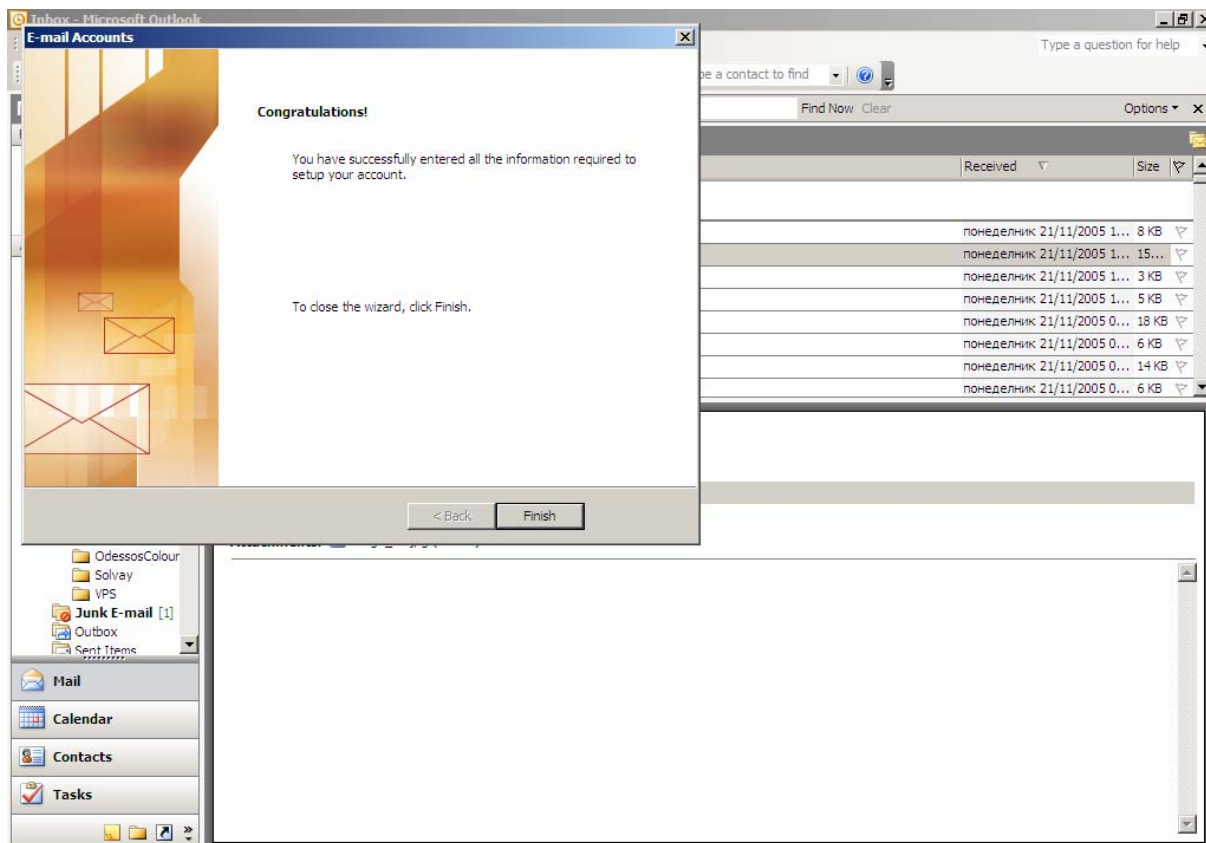 Inbox - Microsoft Outlook
E-mail Accounts
Type a question for help
pe a contact to find
Find Now Clear
Options
Congratulations!
You have successfully entered all the information required to
setup your account.
To close the wizard, click Finish.
< Back
Finish
Received Size
понеделник 21/11/2005 1... 8 KB
понеделник 21/11/2005 1... 15...
понеделник 21/11/2005 1... 3 KB
понеделник 21/11/2005 1... 5 KB
понеделник 21/11/2005 0... 18 KB
понеделник 21/11/2005 0... 6 KB
понеделник 21/11/2005 0... 14 KB
понеделник 21/11/2005 0... 6 KB
OdessosColour
Solvay
VPS
Junk E-mail [1]
Outbox
Sent Items
Mail
Calendar
Contacts
Tasks